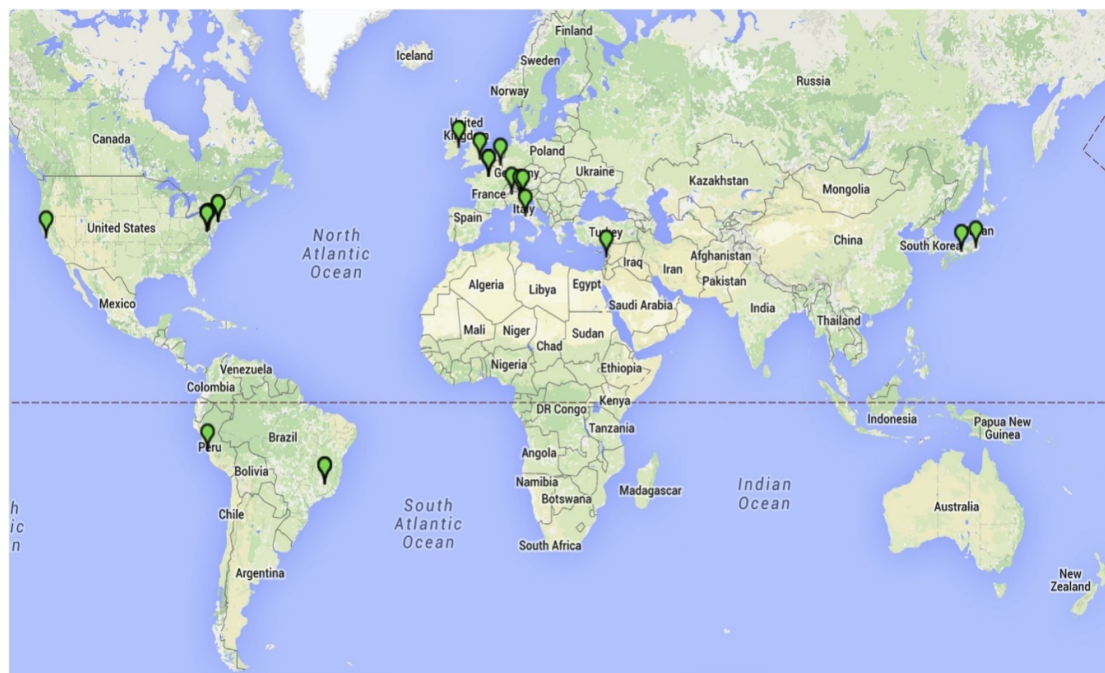 Finland
Iceland
Sweden
Russia
Norway
United
Kingdom
Canada
Poland
Ukraine
France
Kazakhstan
Mongolia
Italy
Spain
United States
Turkey
China
South Korea
North
Atlantic
Ocean
Afghanistan
Iraq
Iran
Pakistan
Algeria
Libya
Egypt
Mexico
Saudi Arabia
India
Mali
Niger
Sudan
Thailand
Chad
Venezuela
Nigeria
Ethiopia
Colombia
Kenya
DR Congo
Indonesia
Papua New
Guinea
Tanzania
Brazil
Peru
Angola
Bolivia
Namibia
Madagascar
Indian
Ocean
Botswana
South
Atlantic
Ocean
Chile
Australia
South Africa
Argentina
New
Zealand